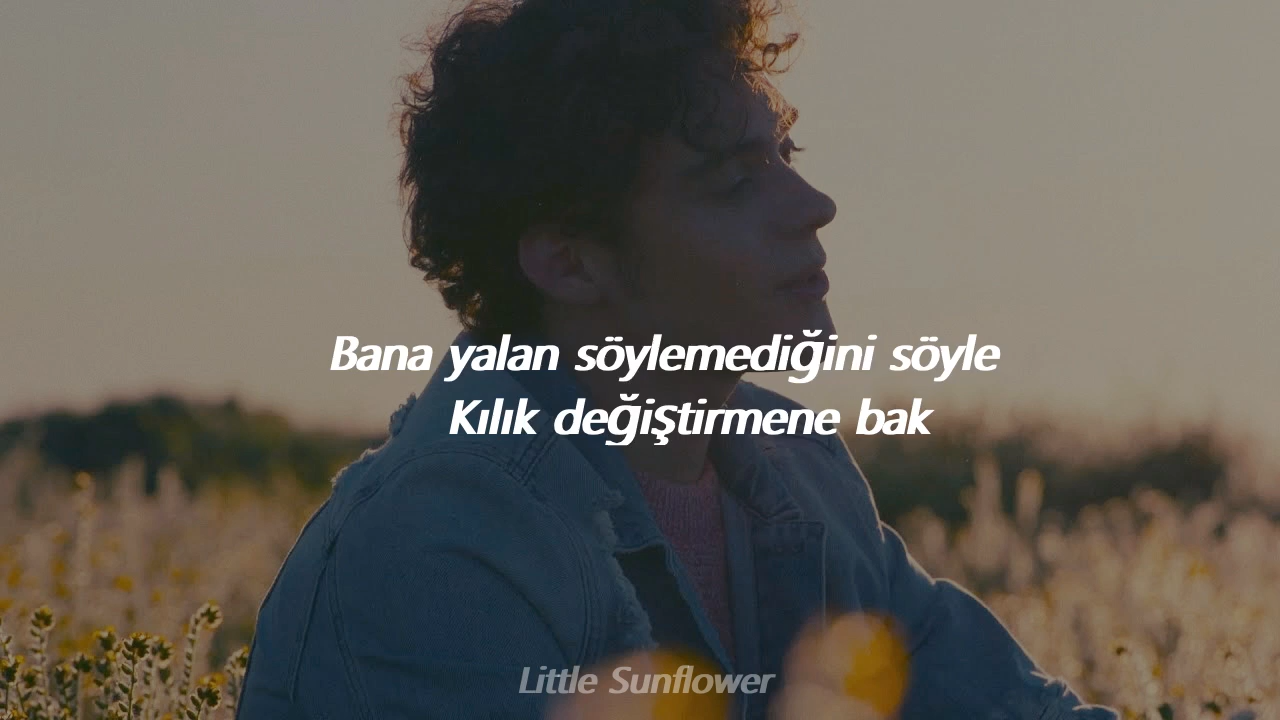 Bana yalan söylemediğini söyle
Kılık değiştirmene bak
Little Sunflower